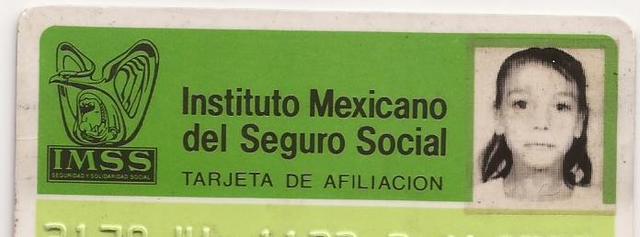 Instituto Mexicano
del Seguro Social
TARJETA DE AFILIACION
IMSS
SEGURIDAD Y SOLIDARIDAD SOCIAL